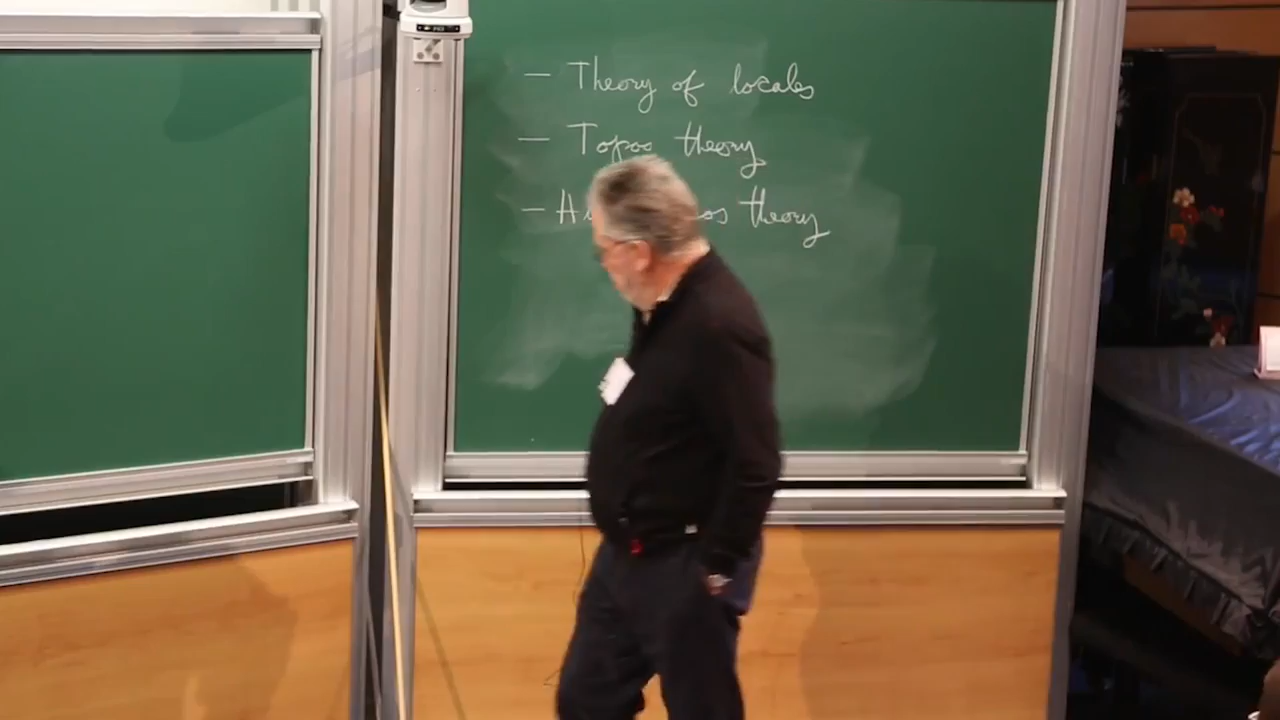 — Theory of locales
— Topos theory
— theory